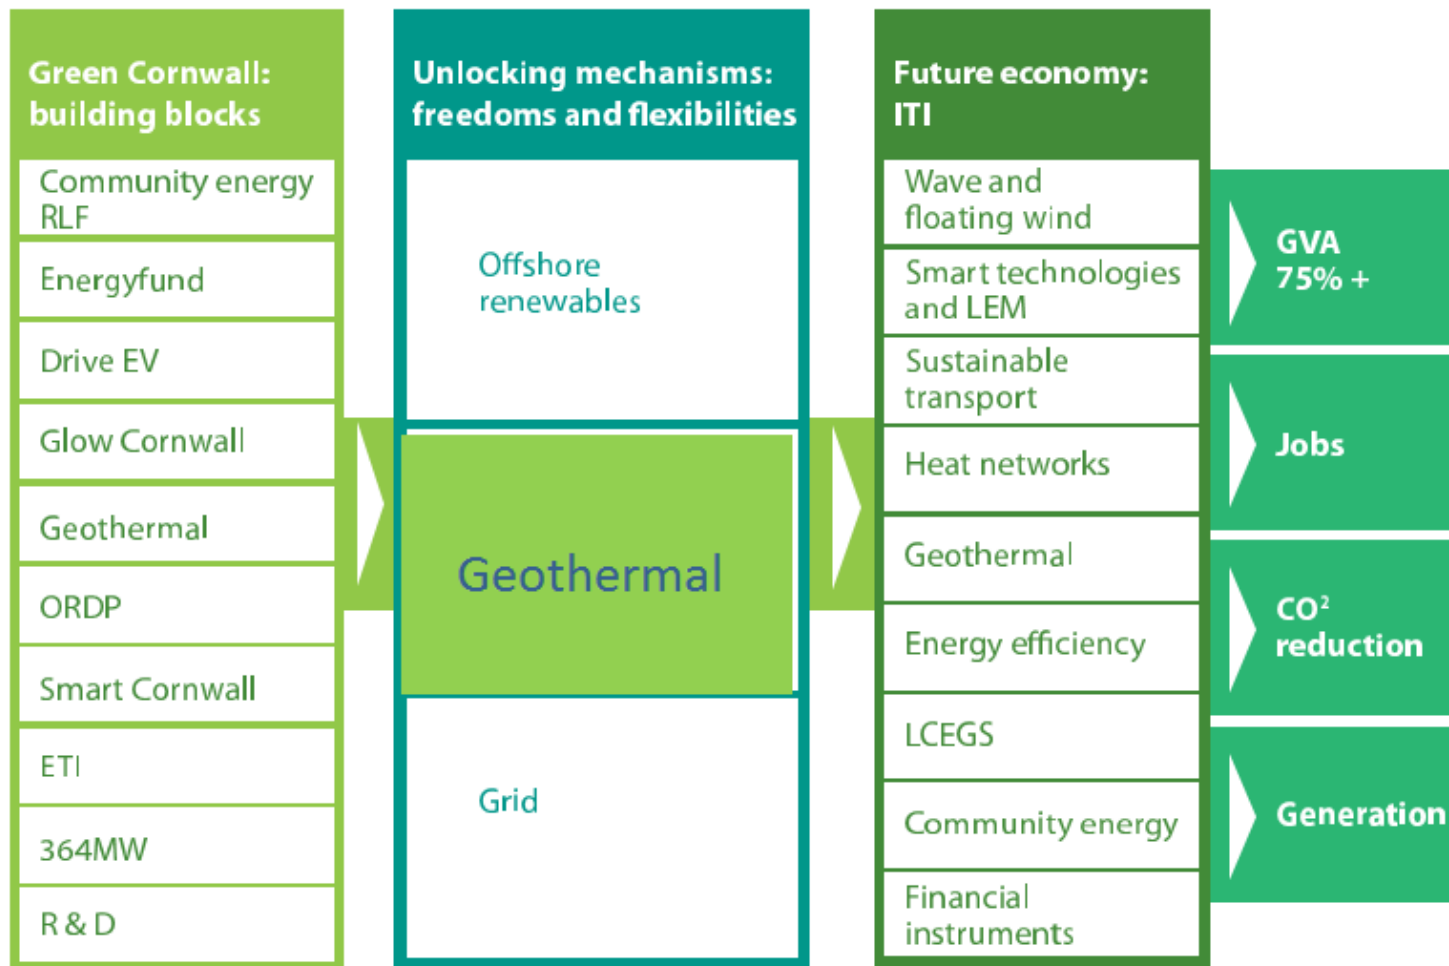 Green Cornwall:
building blocks
Community energy
RLF
Energyfund
Drive EV
Glow Cornwall
Geothermal
ORDP
Smart Cornwall
ETI
364MW
R & D
Unlocking mechanisms:
freedoms and flexibilities
Offshore
renewables
Geothermal
Grid
Future economy:
ITI
Wave and
floating wind
Smart technologies
and LEM
Sustainable
transport
Heat networks
Geothermal
Energy efficiency
LCEGS
Community energy
Financial
instruments
GVA
75% +
Jobs
CO²
reduction
Generation